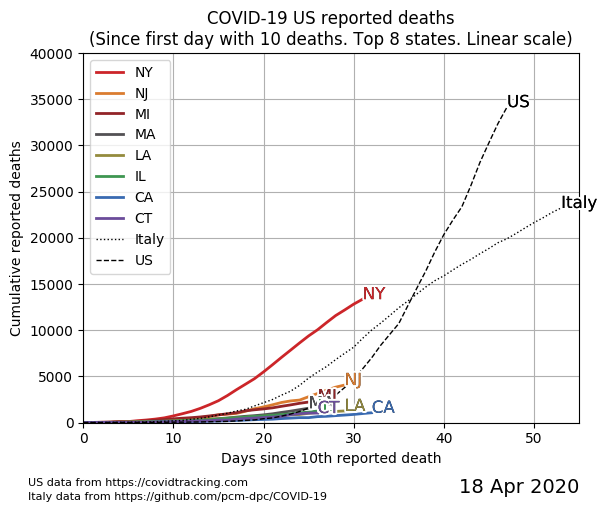 COVID-19 US reported deaths
(Since first day with 10 deaths. Top 8 states. Linear scale)
40000
35000
30000
25000
20000
15000
10000
5000
0
Cumulative reported deaths
NY
NJ
MI
MA
LA
IL
CA
CT
Italy
US
US
Italy
NY
NJ
MI
CT
LA
CA
0
10
20
30
40
50
Days since 10th reported death
US data from https://covidtracking.com
Italy data from https://github.com/pcm-dpc/COVID-19
18 Apr 2020